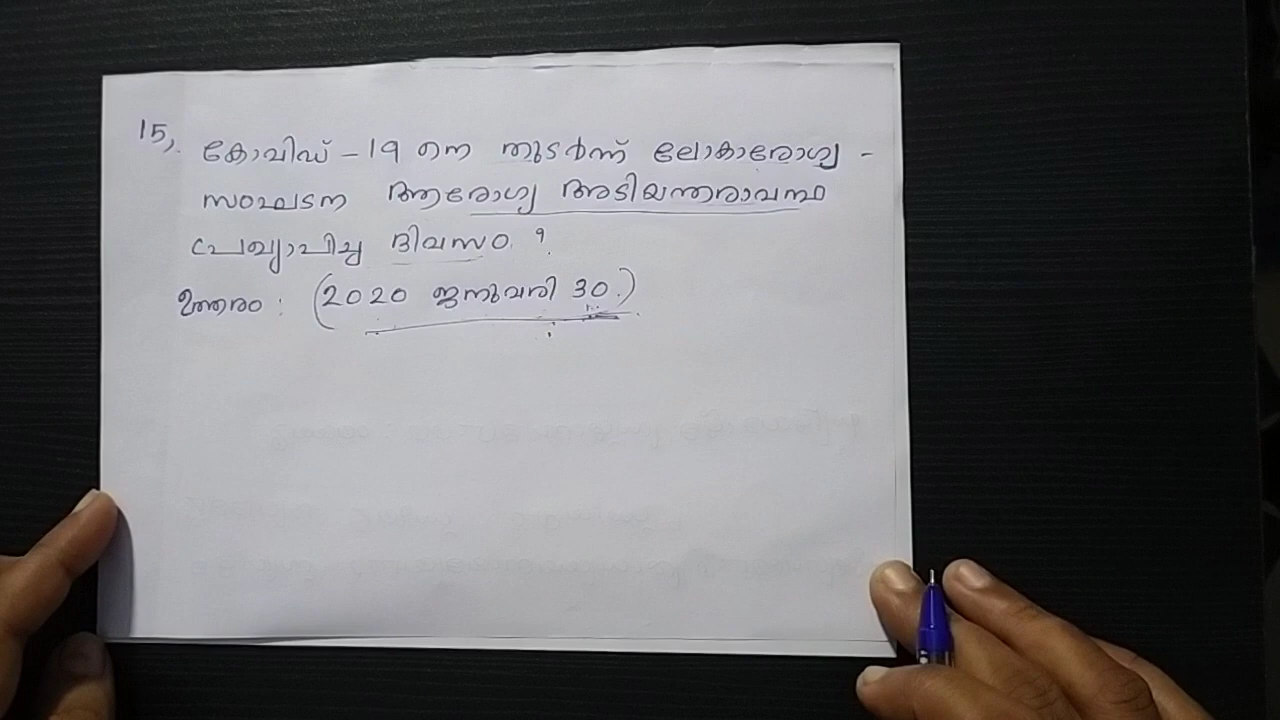 15, കോവിഡ് - 19 നെ തുടർന്ന് ലോകാരോഗ്യ -
സംഘടന ആരോഗ്യ അടിയന്തരാവസ്ഥ
പ്രഖ്യാപിച്ച ദിവസം ?
ഉത്തരം : (2020 ജനുവരി 30.)